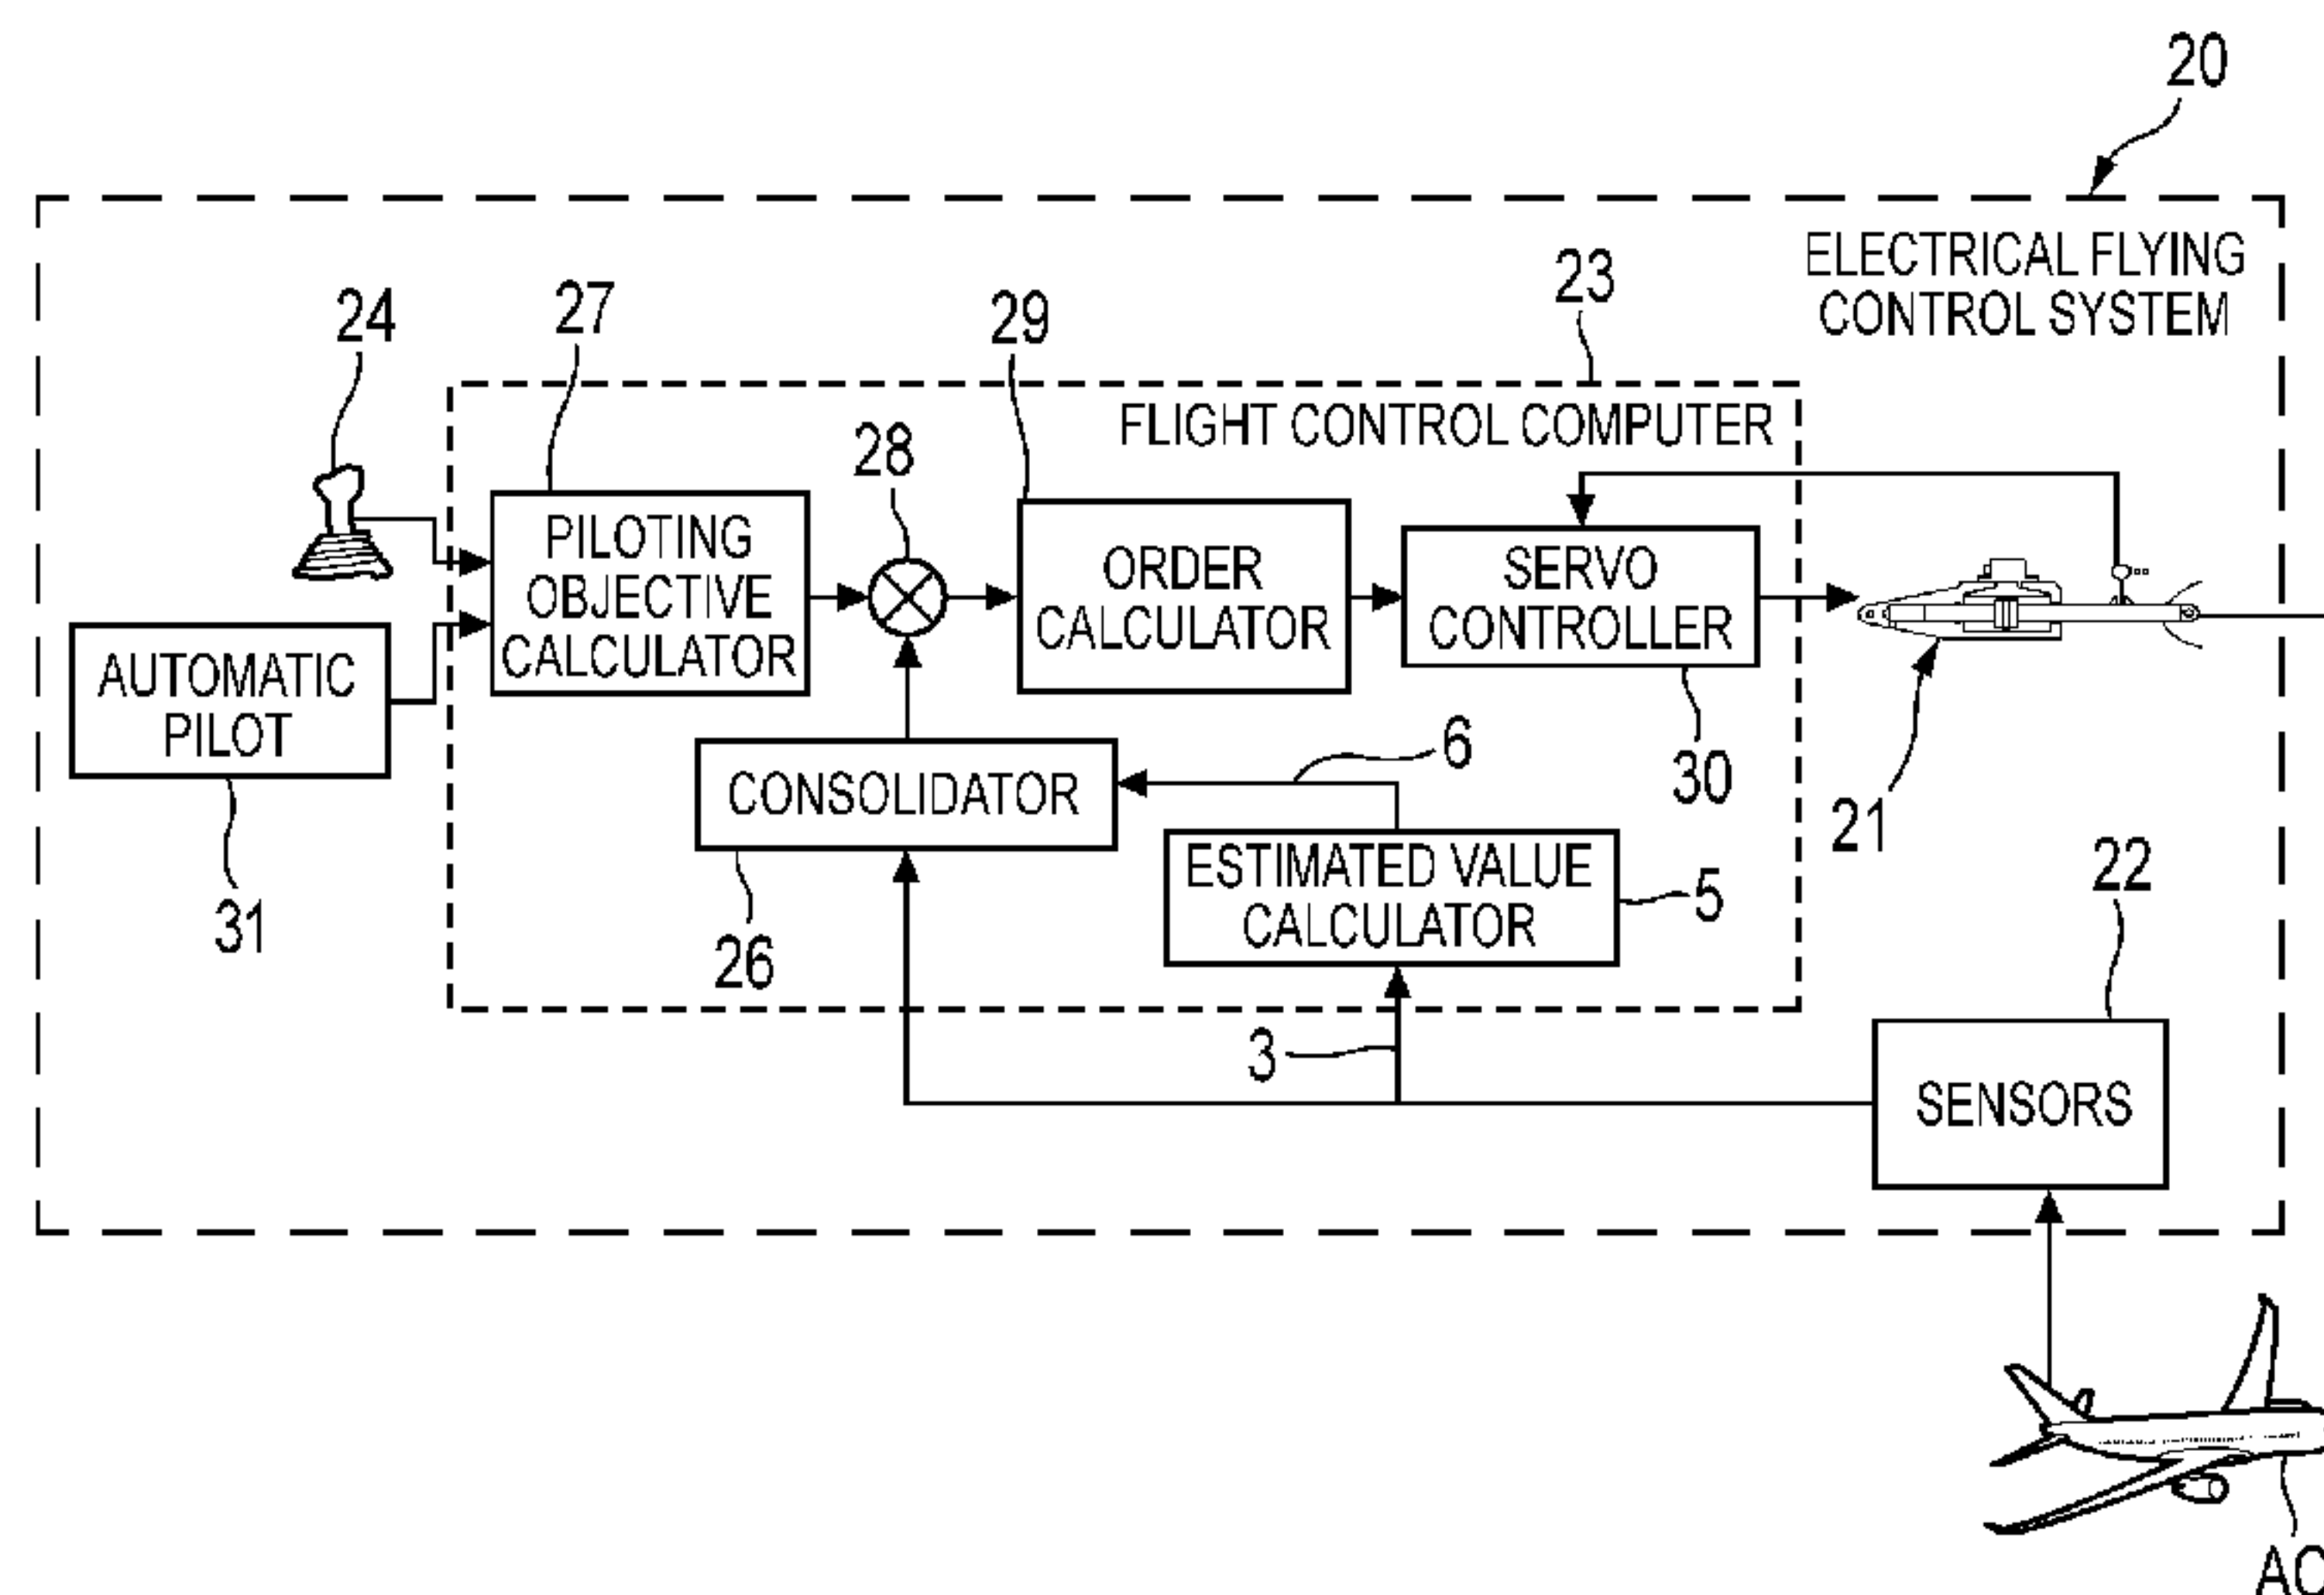 20
ELECTRICAL FLYING
CONTROL SYSTEM
23
24
27
29
FLIGHT CONTROL COMPUTER
28
PILOTING
OBJECTIVE
CALCULATOR
ORDER
CALCULATOR
SERVO
CONTROLLER
AUTOMATIC
PILOT
6
30
21
CONSOLIDATOR
ESTIMATED VALUE
CALCULATOR
5
22
31
26
3
SENSORS
AC